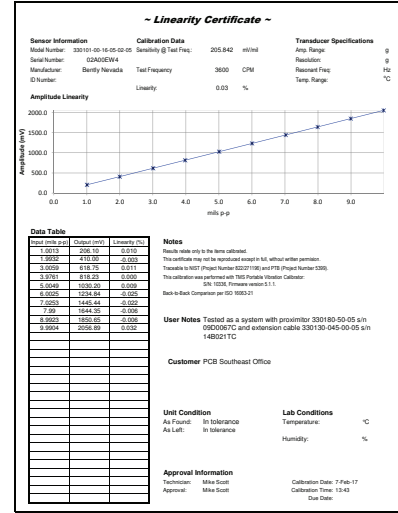 ~ Linearity Certificate ~
Sensor Information Calibration Data Transducer Specifications
Model Number: 330101-00-16-05-02-05 Sensitivity @ Test Freq.: 205.842 mV/mil Amp. Range: g
Serial Number: 02A00EW4 Resolution: g
Manufacturer: Bently Nevada Test Frequency 3600 CPM Resonant Freq: Hz
ID Number: Temp. Range: °C
Linearity: 0.03 %
Amplitude Linearity
Amplitude (mV)
2000.0
1500.0
1000.0
500.0
0.0
0.0 1.0 2.0 3.0 4.0 5.0 6.0 7.0 8.0 9.0
mils p-p
Data Table
Input (mils p-p) Output (mV) Linearity (%)
1.0013 206.10 0.010
1.9932 410.00 -0.003
3.0059 618.75 0.011
3.9761 818.23 0.000
5.0049 1030.20 0.009
6.0025 1234.84 -0.025
7.0253 1445.44 -0.022
7.99 1644.35 -0.006
8.9923 1850.65 -0.006
9.9904 2056.89 0.032
Notes
Results relate only to the items calibrated.
This certificate may not be reproduced except in full, without written permission.
Traceable to NIST (Project Number 822/271196) and PTB (Project Number 5399).
This calibration was performed with TMS Portable Vibration Calibrator:
S/N: 10336, Firmware version 5.1.1.
Back-to-Back Comparison per ISO 16063-21
User Notes Tested as a system with proximitor 330180-50-05 s/n
09D0067C and extension cable 330130-045-00-05 s/n
14B021TC
Customer PCB Southeast Office
Unit Condition Lab Conditions
As Found: In tolerance Temperature: °C
As Left: In tolerance
Humidity: %
Approval Information
Technician: Mike Scott Calibration Date: 7-Feb-17
Approval: Mike Scott Calibration Time: 13:43
Due Date: